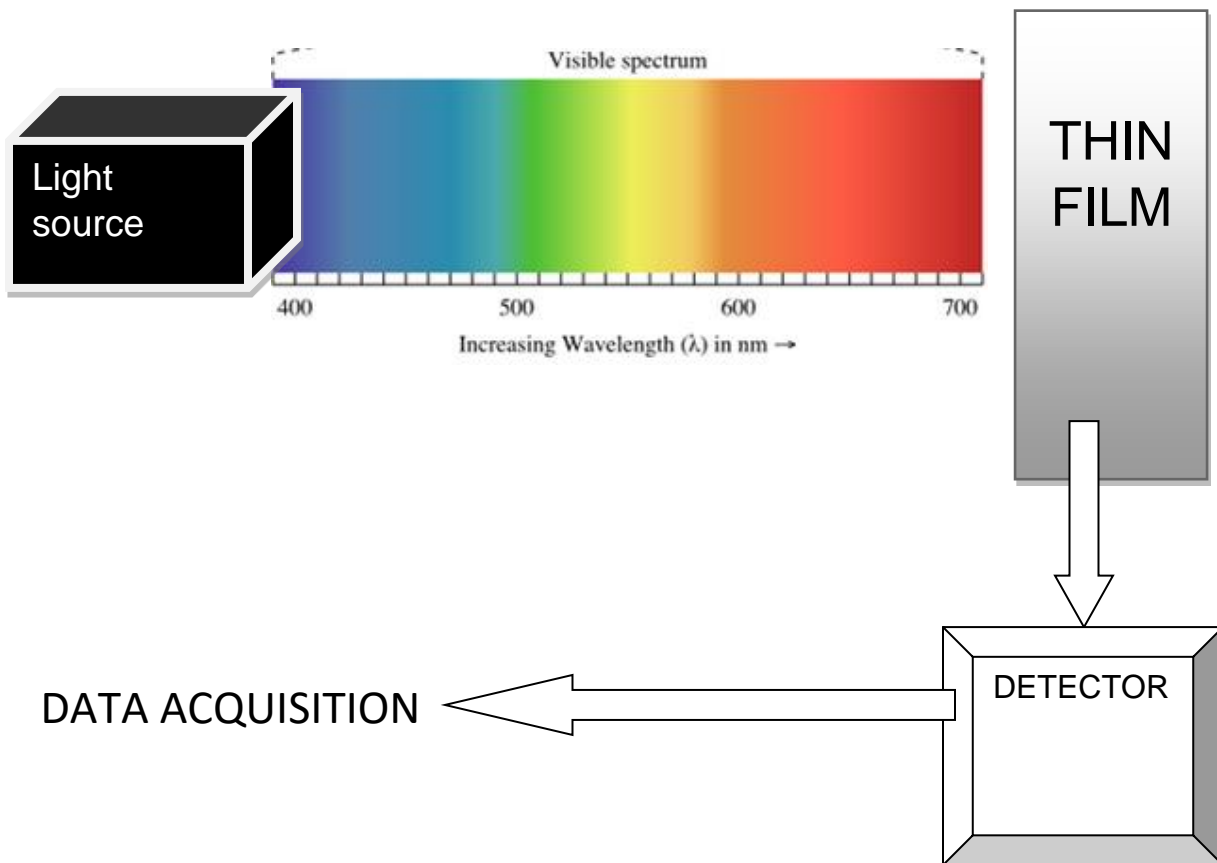 Visible spectrum
Light
source
THIN
FILM
400 500 600 700
Increasing Wavelength (λ) in nm →
DETECTOR
DATA ACQUISITION